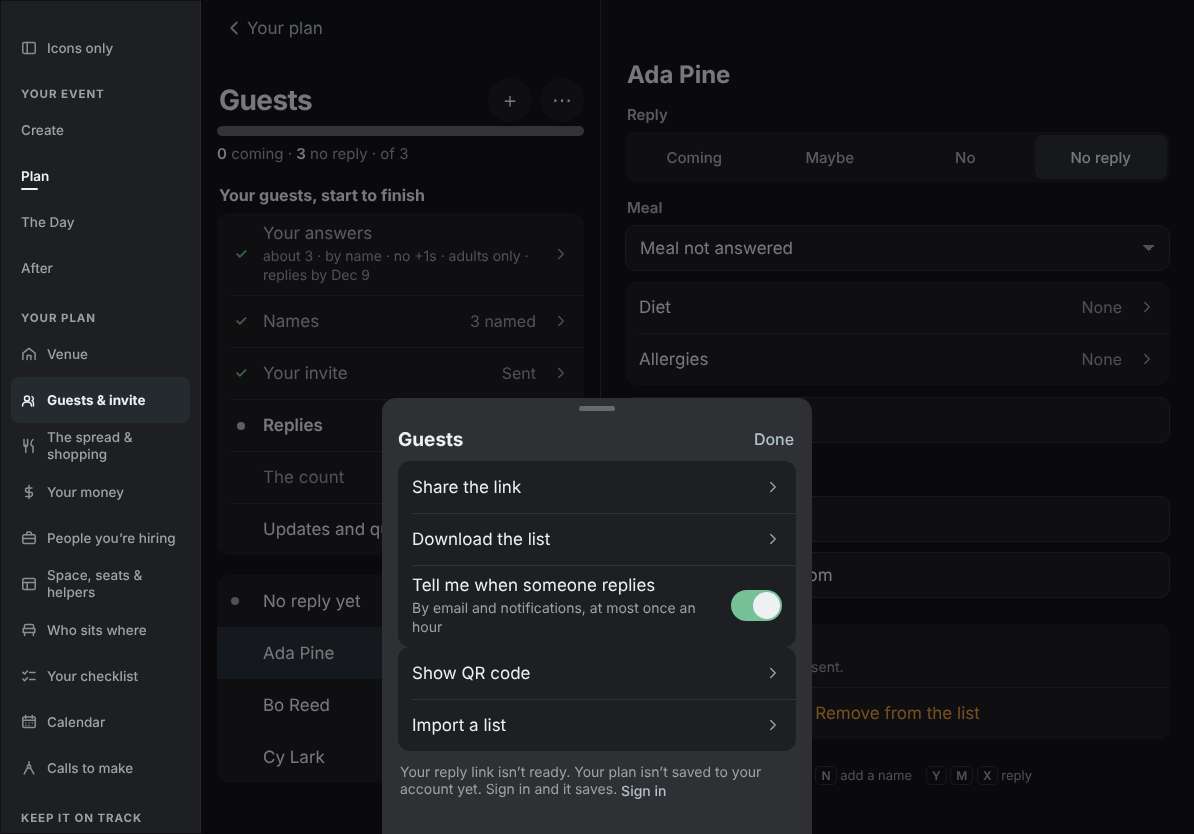 Icons only
YOUR EVENT
Create
Plan
The Day
After
YOUR PLAN
Venue
Guests & invite
The spread &
shopping
Your money
People you’re hiring
Space, seats &
helpers
Who sits where
Your checklist
Calendar
Calls to make
KEEP IT ON TRACK
Your plan
Guests
0 coming · 3 no reply · of 3
Your guests, start to finish
Your answers
about 3 · by name · no +1s · adults only ·
replies by Dec 9
Names 3 named
Your invite Sent
Replies
The count
Updates and
No reply yet
Ada Pine
Bo Reed
Cy Lark
Ada Pine
Reply
Coming Maybe No No reply
Meal
Meal not answered
Diet None
Allergies None
sent.
Remove from the list
N add a name Y M X reply
Guests Done
Share the link
Download the list
Tell me when someone replies
By email and notifications, at most once an
hour
Show QR code
Import a list
Your reply link isn’t ready. Your plan isn’t saved to your
account yet. Sign in and it saves. Sign in